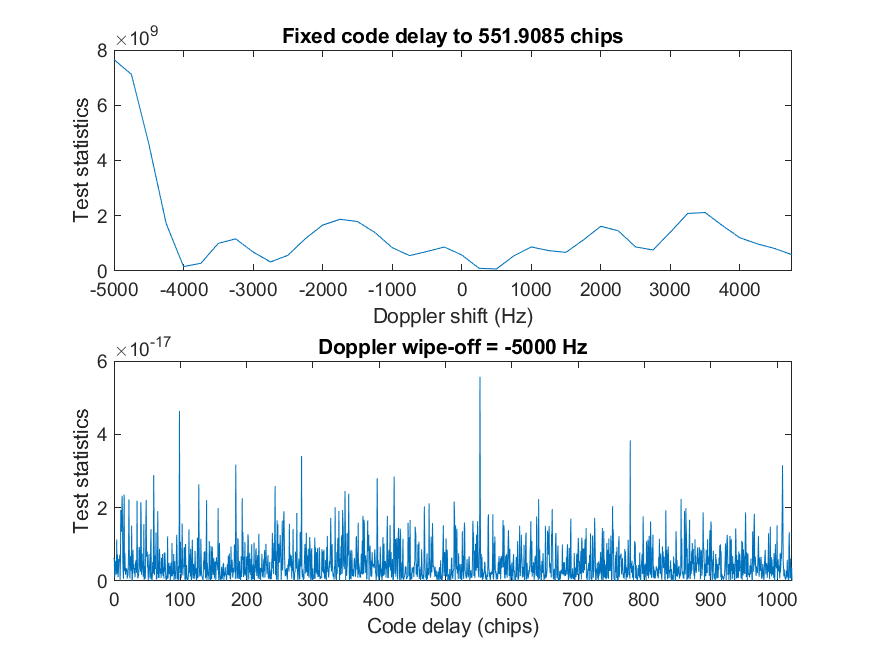 ×10^9
Fixed code delay to 551.9085 chips
8
6
4
2
0
Test statistics
-5000 -4000 -3000 -2000 -1000 0 1000 2000 3000 4000
Doppler shift (Hz)
×10^-17
Doppler wipe-off = -5000 Hz
6
4
2
0
Test statistics
0 100 200 300 400 500 600 700 800 900 1000
Code delay (chips)